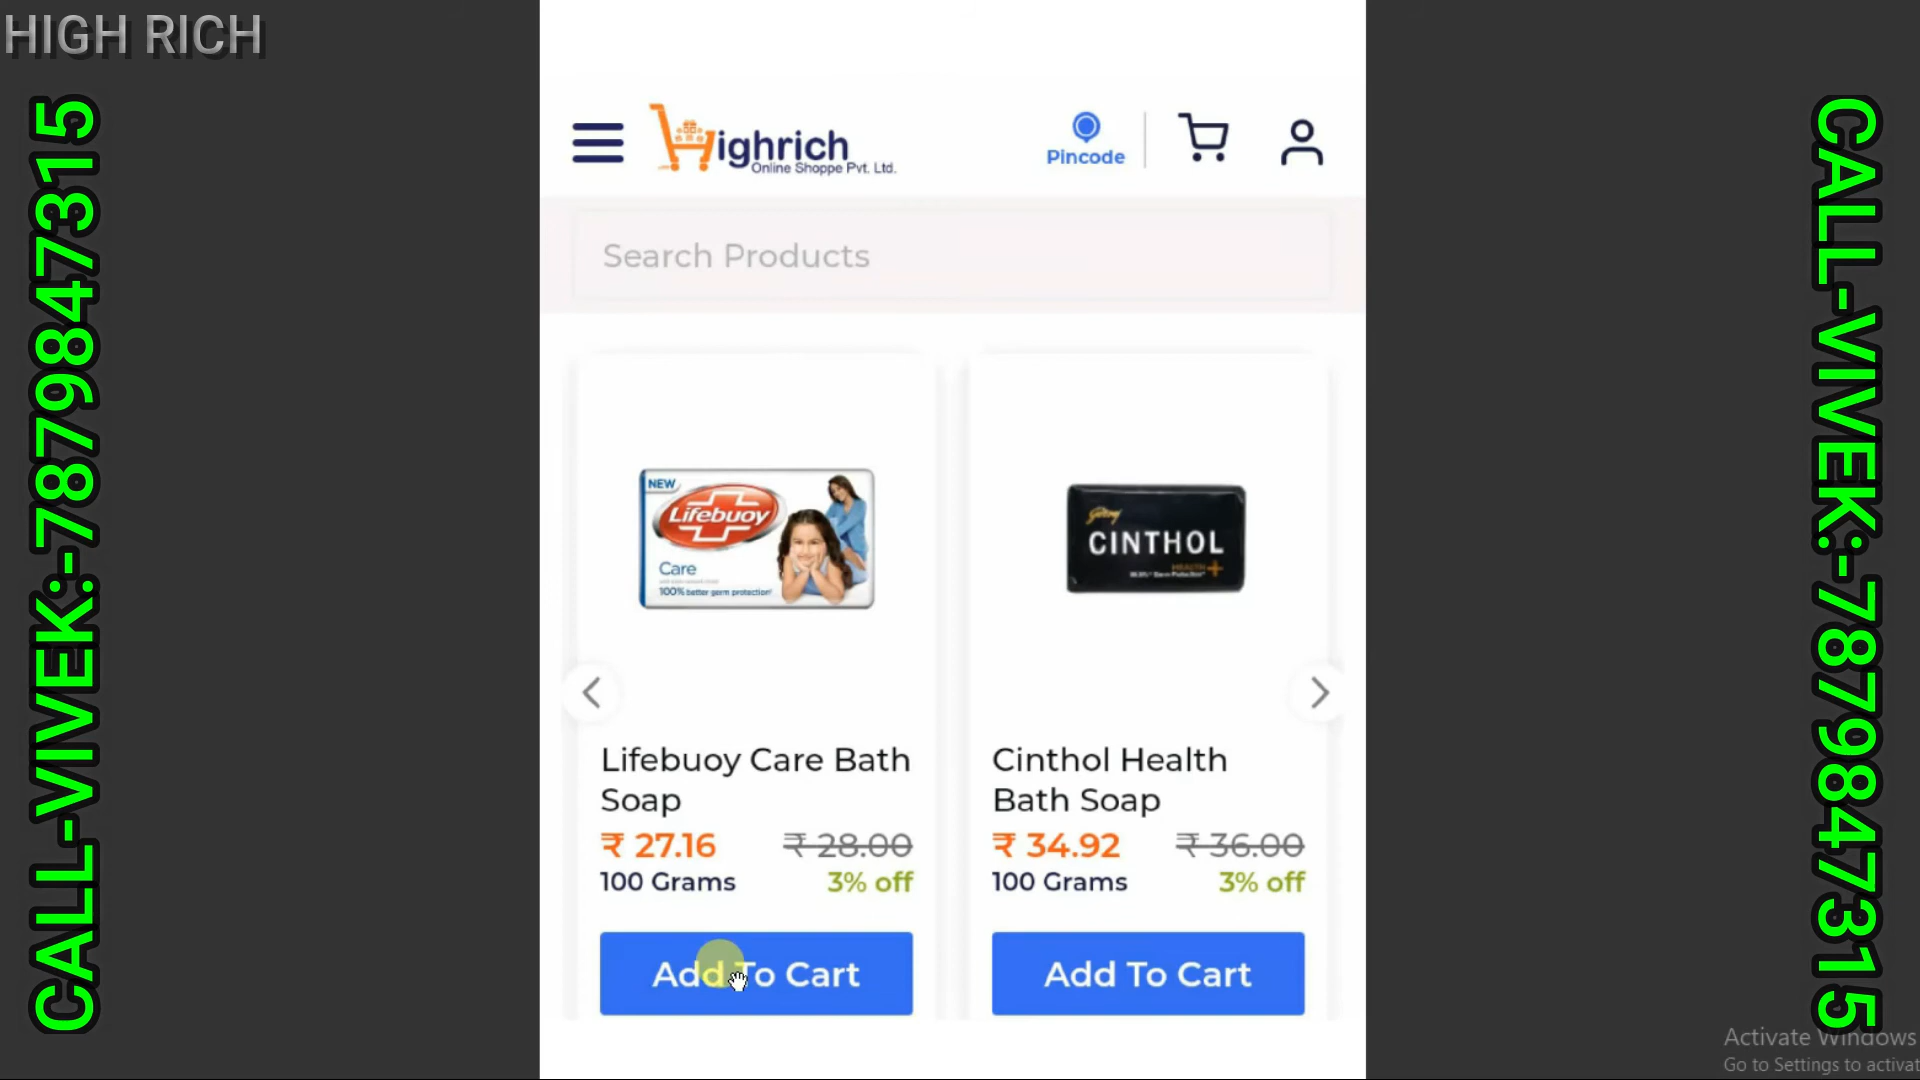 HIGH RICH
CALL-VIVEK:-7879847315
CALL-VIVEK:-7879847315
Highrich
Online Shoppe Pvt. Ltd.
Pincode
Search Products
NEW
Lifebuoy
Care
100% better germ protection
Godrej
CINTHOL
HEALTH+
Lifebuoy Care Bath
Soap
₹ 27.16 ₹ 28.00
100 Grams 3% off
Add To Cart
Cinthol Health
Bath Soap
₹ 34.92 ₹ 36.00
100 Grams 3% off
Add To Cart
Activate Windows
Go to Settings to activat